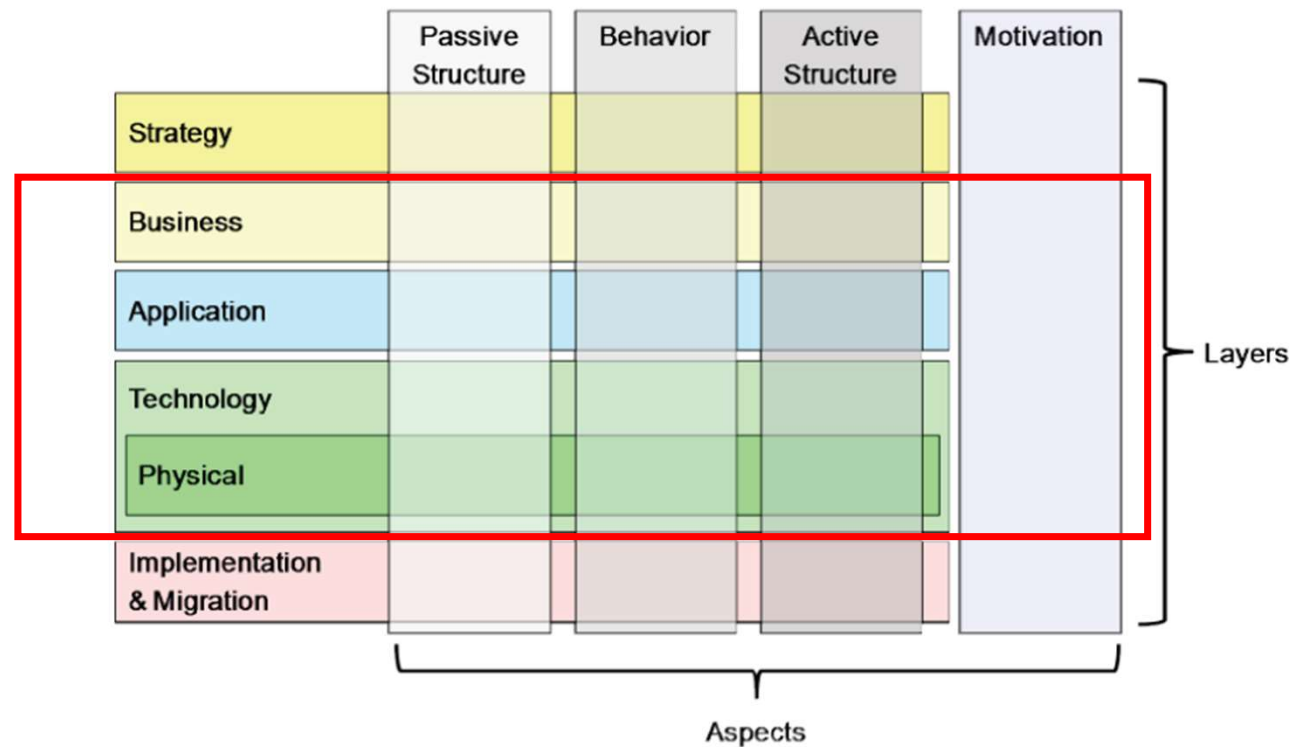 Passive
Structure
Behavior
Active
Structure
Motivation
Strategy
Business
Application
Technology
Physical
Implementation
& Migration
Layers
Aspects